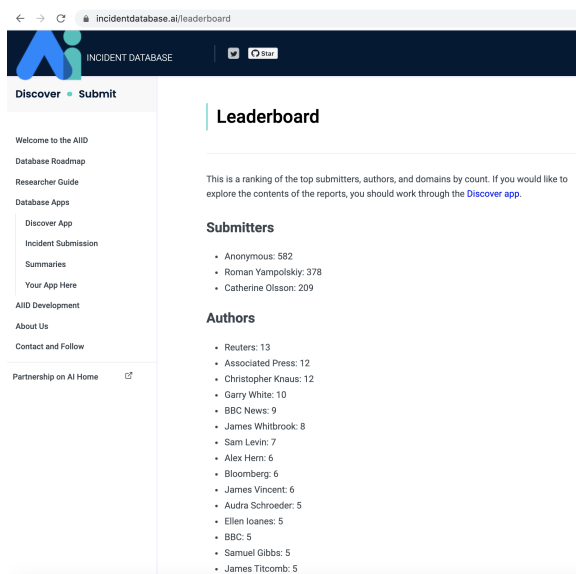 incidentdatabase.ai/leaderboard
Ai INCIDENT DATABASE
Star
Discover • Submit
Welcome to the AIID
Database Roadmap
Researcher Guide
Database Apps
Discover App
Incident Submission
Summaries
Your App Here
AIID Development
About Us
Contact and Follow
Partnership on AI Home
Leaderboard
This is a ranking of the top submitters, authors, and domains by count. If you would like to
explore the contents of the reports, you should work through the Discover app.
Submitters
• Anonymous: 582
• Roman Yampolskiy: 378
• Catherine Olsson: 209
Authors
• Reuters: 13
• Associated Press: 12
• Christopher Knaus: 12
• Garry White: 10
• BBC News: 9
• James Whitbrook: 8
• Sam Levin: 7
• Alex Hern: 6
• Bloomberg: 6
• James Vincent: 6
• Audra Schroeder: 5
• Ellen Ioanes: 5
• BBC: 5
• Samuel Gibbs: 5
• James Titcomb: 5